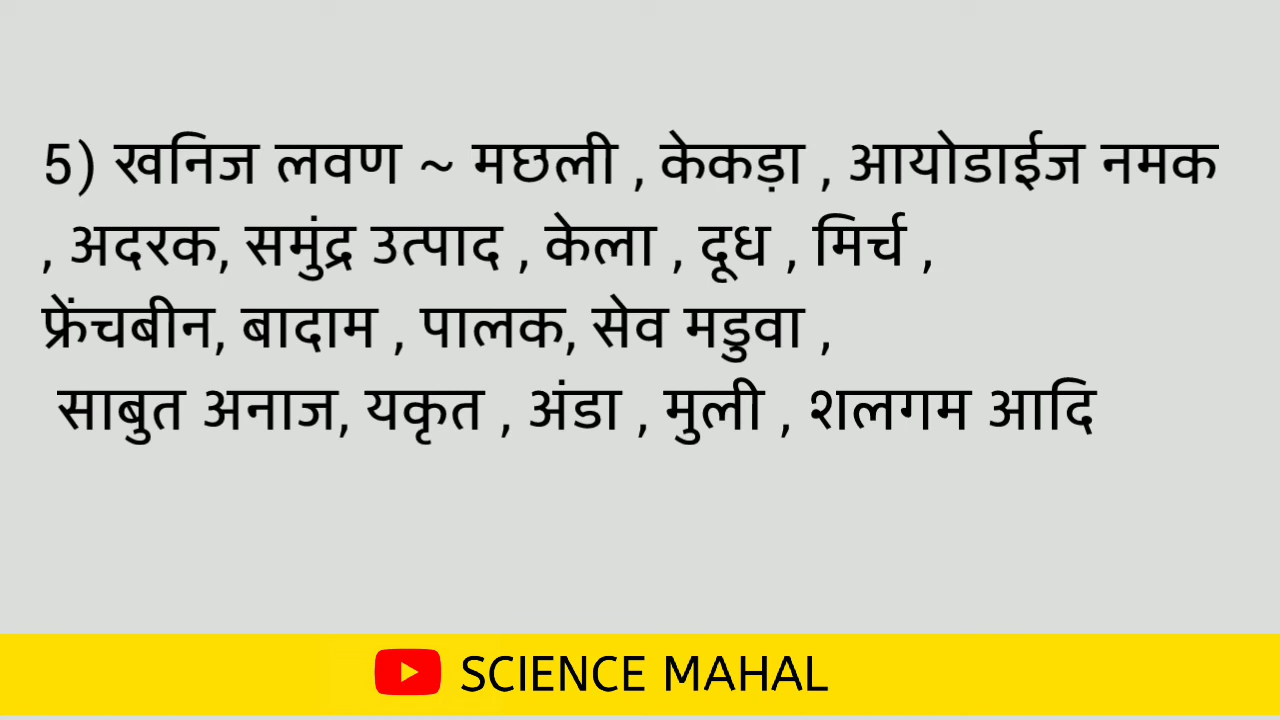 5) खनिज लवण ~ मछली , केकड़ा , आयोडाईज नमक
, अदरक, समुंद्र उत्पाद , केला , दूध , मिर्च ,
फ्रेंचबीन, बादाम , पालक, सेव मडुवा ,
साबुत अनाज, यकृत , अंडा , मुली , शलगम आदि
SCIENCE MAHAL